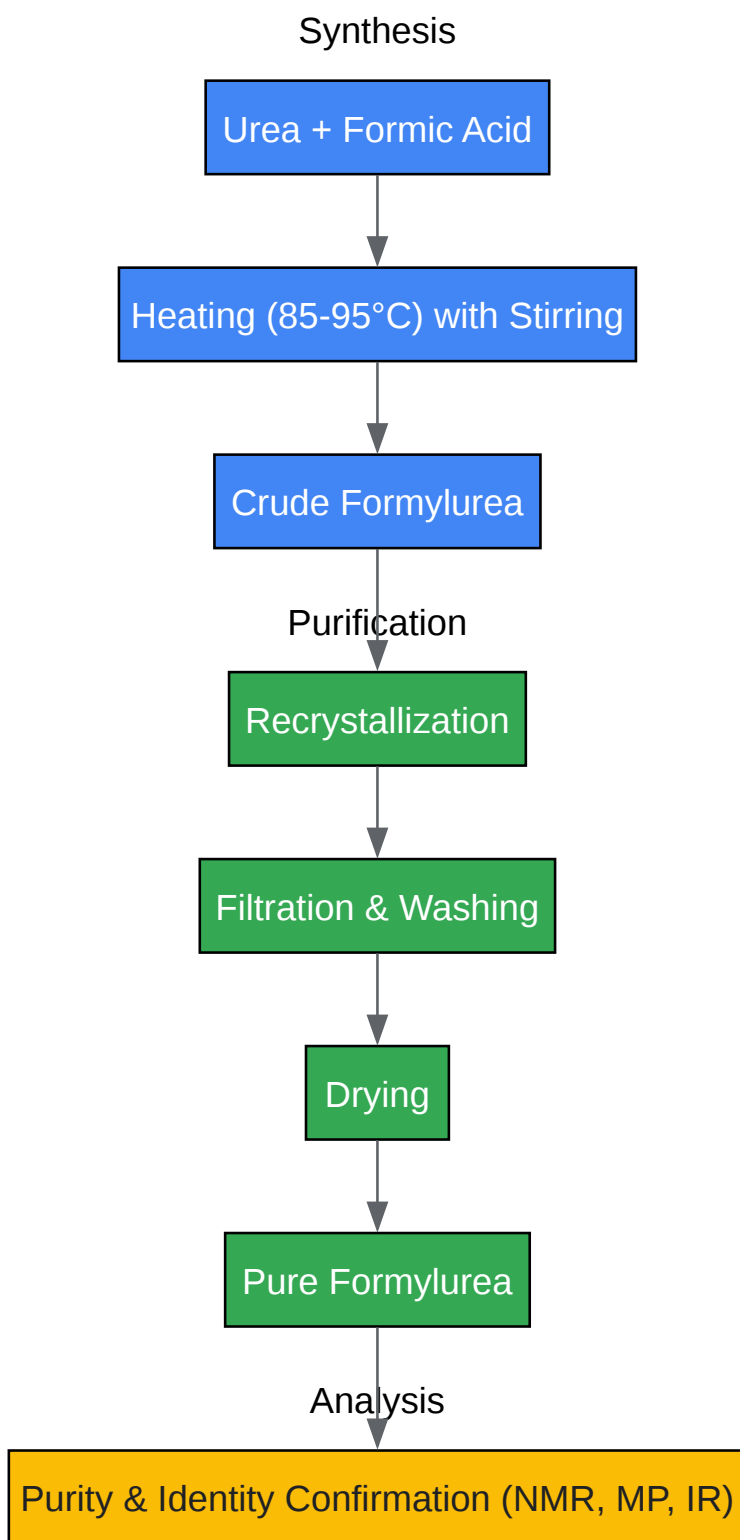 Synthesis
Urea + Formic Acid
Heating (85-95°C) with Stirring
Crude Formylurea
Purification
Recrystallization
Filtration & Washing
Drying
Pure Formylurea
Analysis
Purity & Identity Confirmation (NMR, MP, IR)